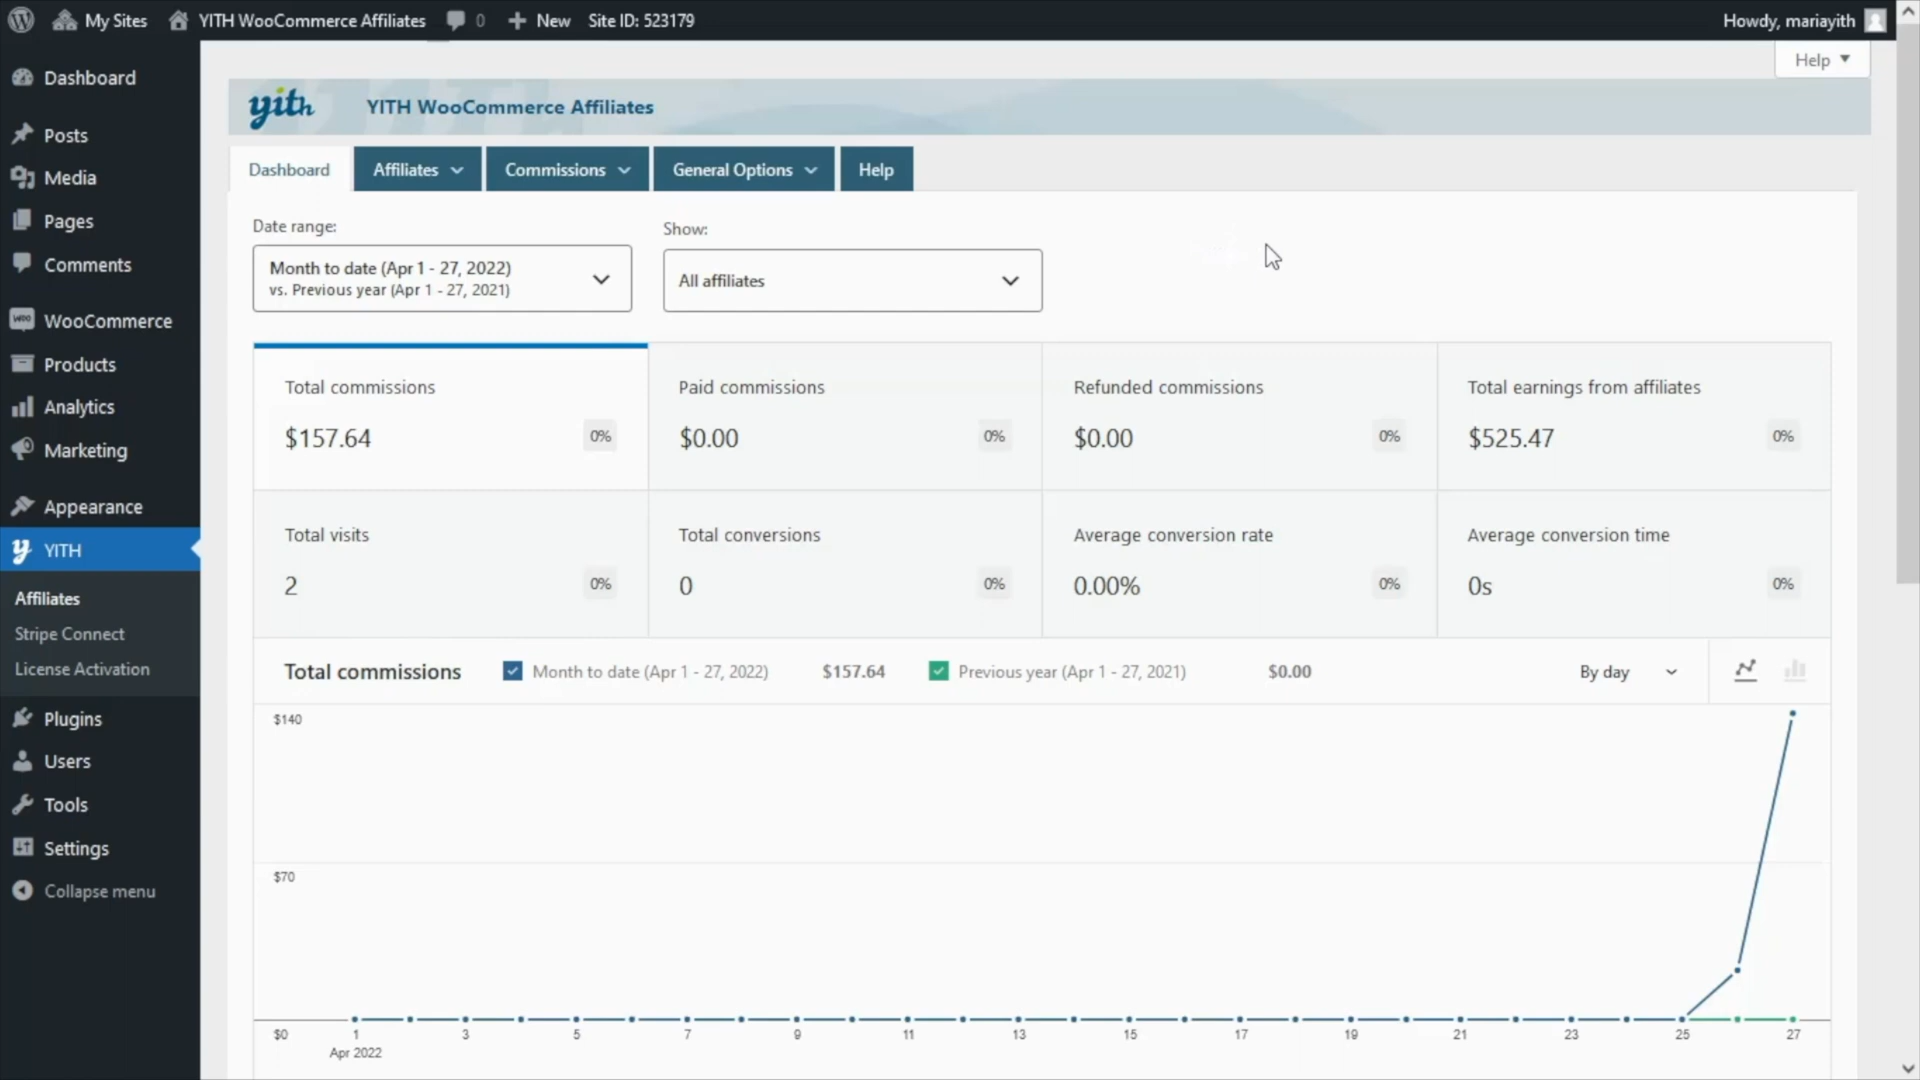 My Sites
YITH WooCommerce Affiliates
0
New
Site ID: 523179
Howdy, mariayith
Help
Dashboard
Posts
Media
Pages
Comments
WooCommerce
Products
Analytics
Marketing
Appearance
YITH
Affiliates
Stripe Connect
License Activation
Plugins
Users
Tools
Settings
Collapse menu
yith
YITH WooCommerce Affiliates
Dashboard
Affiliates
Commissions
General Options
Help
Date range:
Month to date (Apr 1 - 27, 2022)
vs. Previous year (Apr 1 - 27, 2021)
Show:
All affiliates
Total commissions
$157.64
0%
Paid commissions
$0.00
0%
Refunded commissions
$0.00
0%
Total earnings from affiliates
$525.47
0%
Total visits
2
0%
Total conversions
0
0%
Average conversion rate
0.00%
0%
Average conversion time
0s
0%
Total commissions
Month to date (Apr 1 - 27, 2022)
$157.64
Previous year (Apr 1 - 27, 2021)
$0.00
By day
$140
$70
$0
1 3 5 7 9 11 13 15 17 19 21 23 25 27
Apr 2022